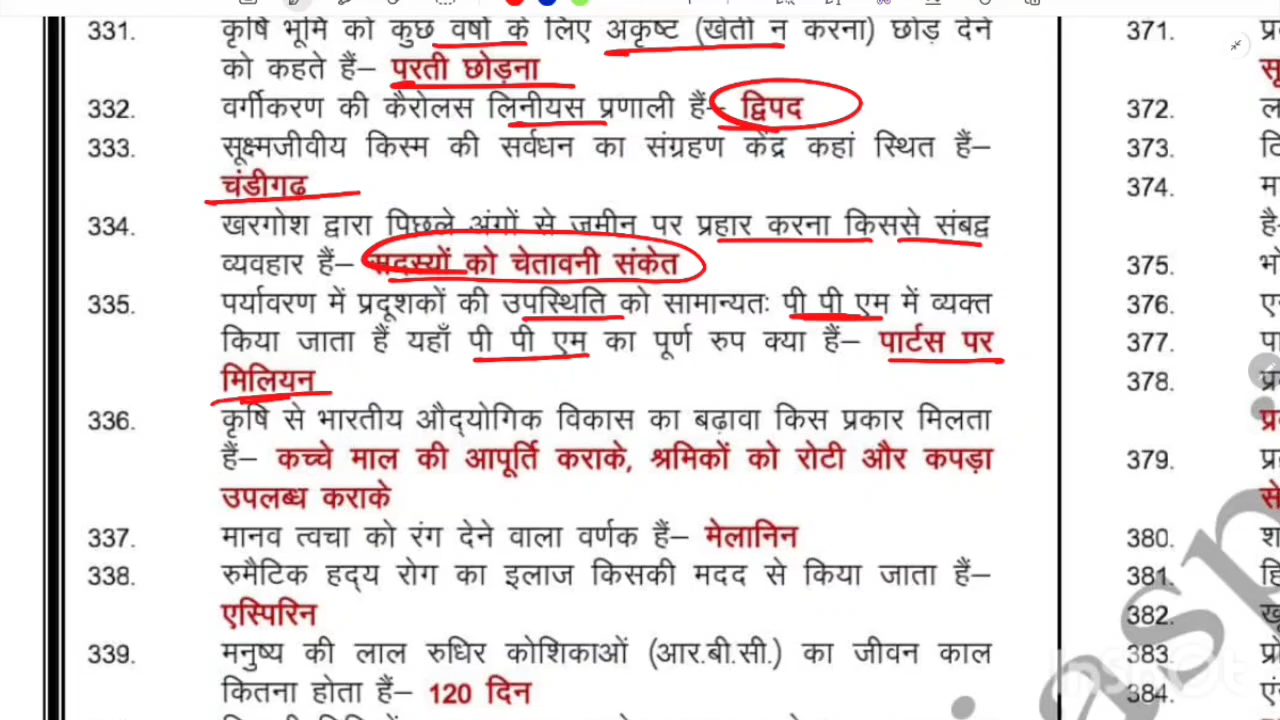 331. कृषि भूमि को कुछ वर्षो के लिए अकृष्ट (खेती न करना) छोड़ देने
को कहते हैं– परती छोड़ना
332. वर्गीकरण की कैरोलस लिनीयस प्रणाली हैं– द्विपद
333. सूक्ष्मजीवीय किस्म की सर्वधन का संग्रहण केंद्र कहां स्थित हैं–
चंडीगढ
334. खरगोश द्वारा पिछले अंगों से जमीन पर प्रहार करना किससे संबद्व
व्यवहार हैं– सदस्यों को चेतावनी संकेत
335. पर्यावरण में प्रदूशकों की उपस्थिति को सामान्यतः पी पी एम में व्यक्त
किया जाता हैं यहाँ पी पी एम का पूर्ण रुप क्या हैं– पार्टस पर
मिलियन
336. कृषि से भारतीय औद्योगिक विकास का बढ़ावा किस प्रकार मिलता
हैं– कच्चे माल की आपूर्ति कराके, श्रमिकों को रोटी और कपड़ा
उपलब्ध कराके
337. मानव त्वचा को रंग देने वाला वर्णक हैं– मेलानिन
338. रुमैटिक हद्य रोग का इलाज किसकी मदद से किया जाता हैं–
एस्पिरिन
339. मनुष्य की लाल रुधिर कोशिकाओं (आर.बी.सी.) का जीवन काल
कितना होता हैं– 120 दिन
371.
372.
373.
374.
है–
375.
376.
377.
378.
379.
से
380.
381.
382.
383.
384.